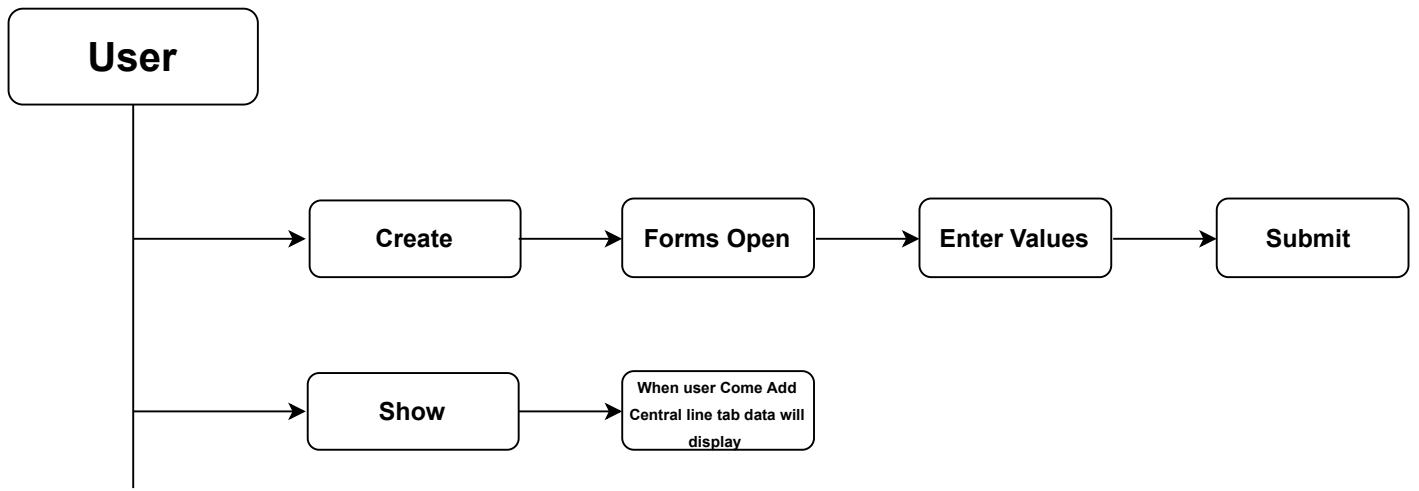 User
Create
Forms Open
Enter Values
Submit
Show
When user Come Add
Central line tab data will
display